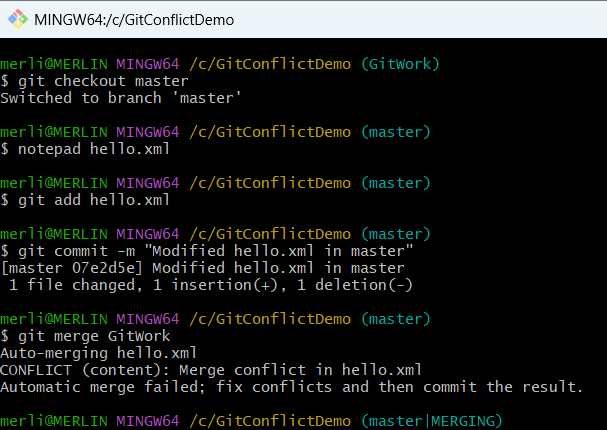 MINGW64:/c/GitConflictDemo
merli@MERLIN MINGW64 /c/GitConflictDemo (GitWork)
$ git checkout master
Switched to branch 'master'
merli@MERLIN MINGW64 /c/GitConflictDemo (master)
$ notepad hello.xml
merli@MERLIN MINGW64 /c/GitConflictDemo (master)
$ git add hello.xml
merli@MERLIN MINGW64 /c/GitConflictDemo (master)
$ git commit -m "Modified hello.xml in master"
[master 07e2d5e] Modified hello.xml in master
1 file changed, 1 insertion(+), 1 deletion(-)
merli@MERLIN MINGW64 /c/GitConflictDemo (master)
$ git merge GitWork
Auto-merging hello.xml
CONFLICT (content): Merge conflict in hello.xml
Automatic merge failed; fix conflicts and then commit the result.
merli@MERLIN MINGW64 /c/GitConflictDemo (master|MERGING)